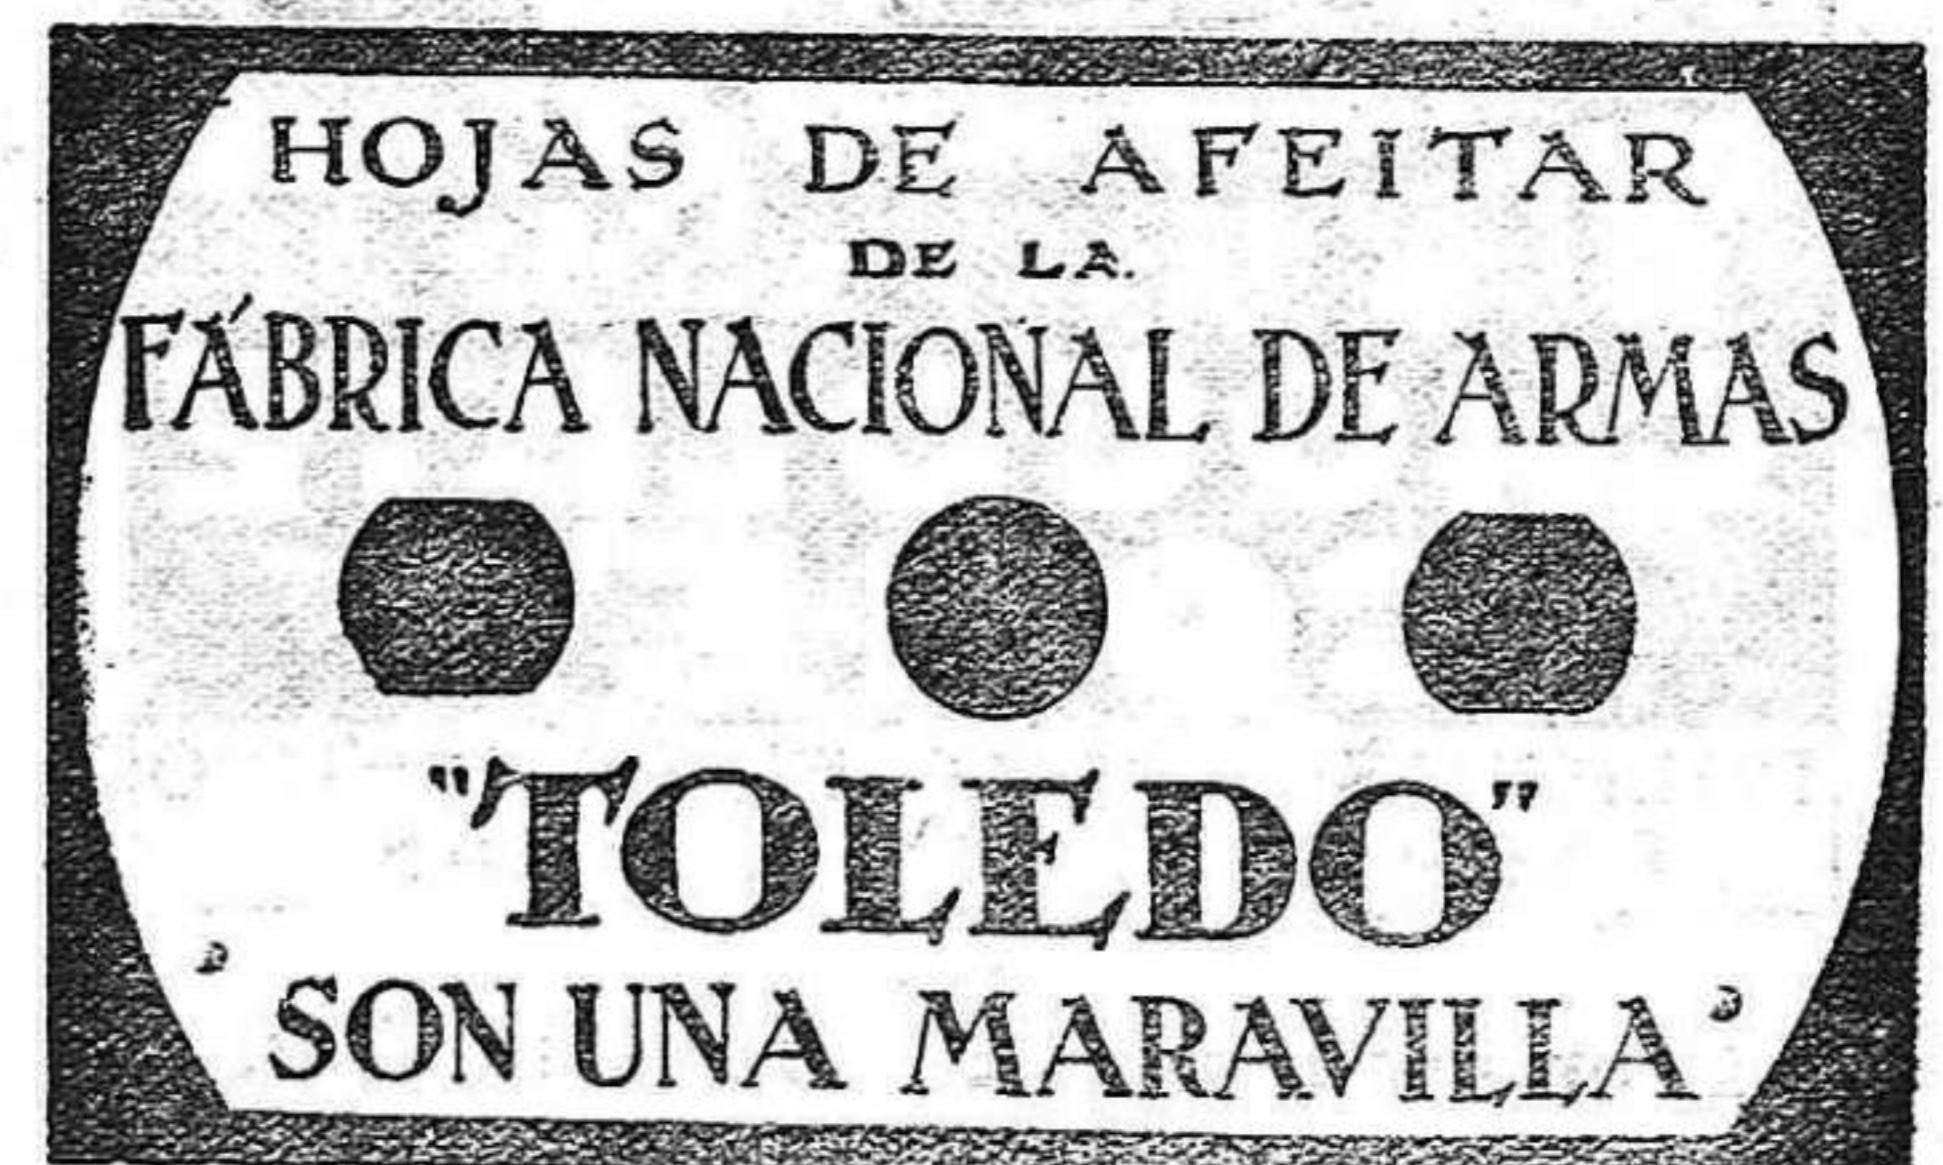 HOJAS DE AFEITAR
DE LA
FÁBRICA NACIONAL DE ARMAS
"TOLEDO"
SON UNA MARAVILLA